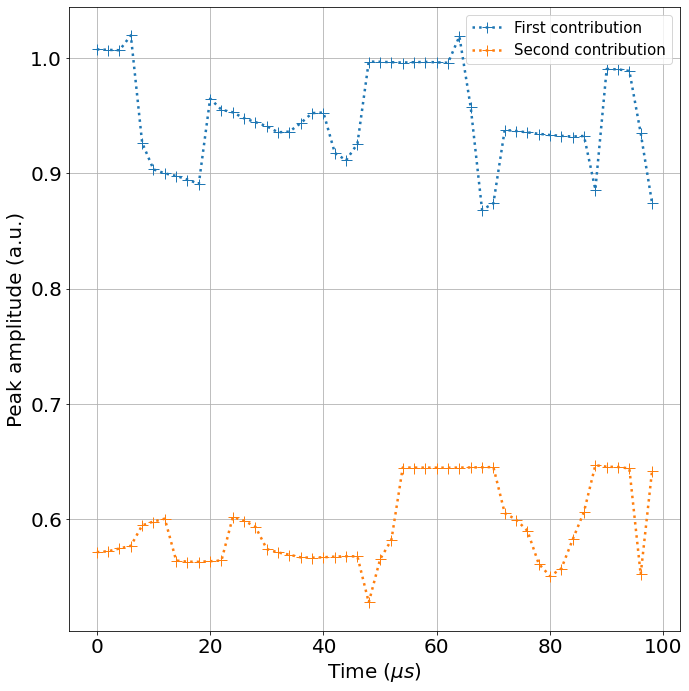 First contribution
Second contribution
1.0
0.9
0.8
0.7
0.6
Peak amplitude (a.u.)
0 20 40 60 80 100
Time (μs)